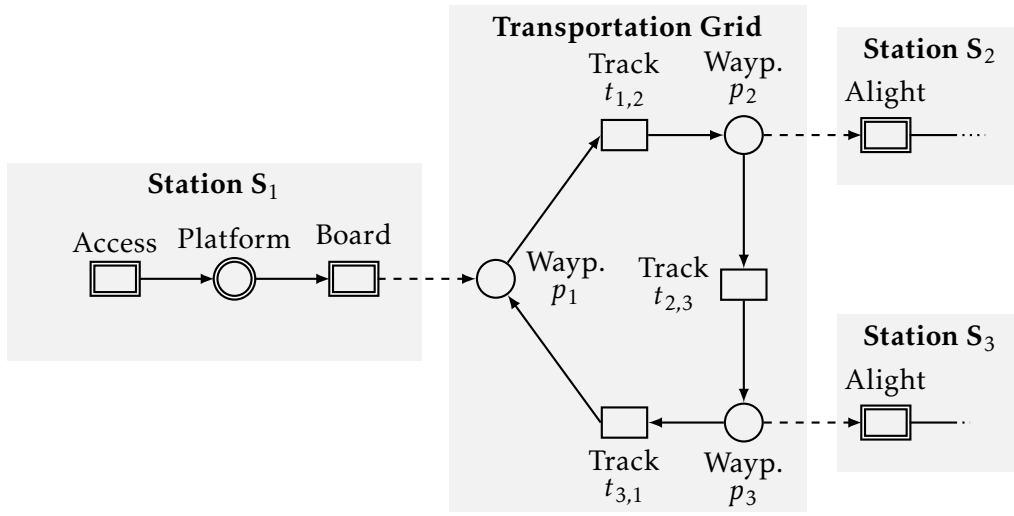 Transportation Grid
Station S₂
Track
t₁,₂
Wayp.
p₂
Alight
Station S₁
Access
Platform
Board
Wayp.
p₁
Track
t₂,₃
Station S₃
Alight
Track
t₃,₁
Wayp.
p₃